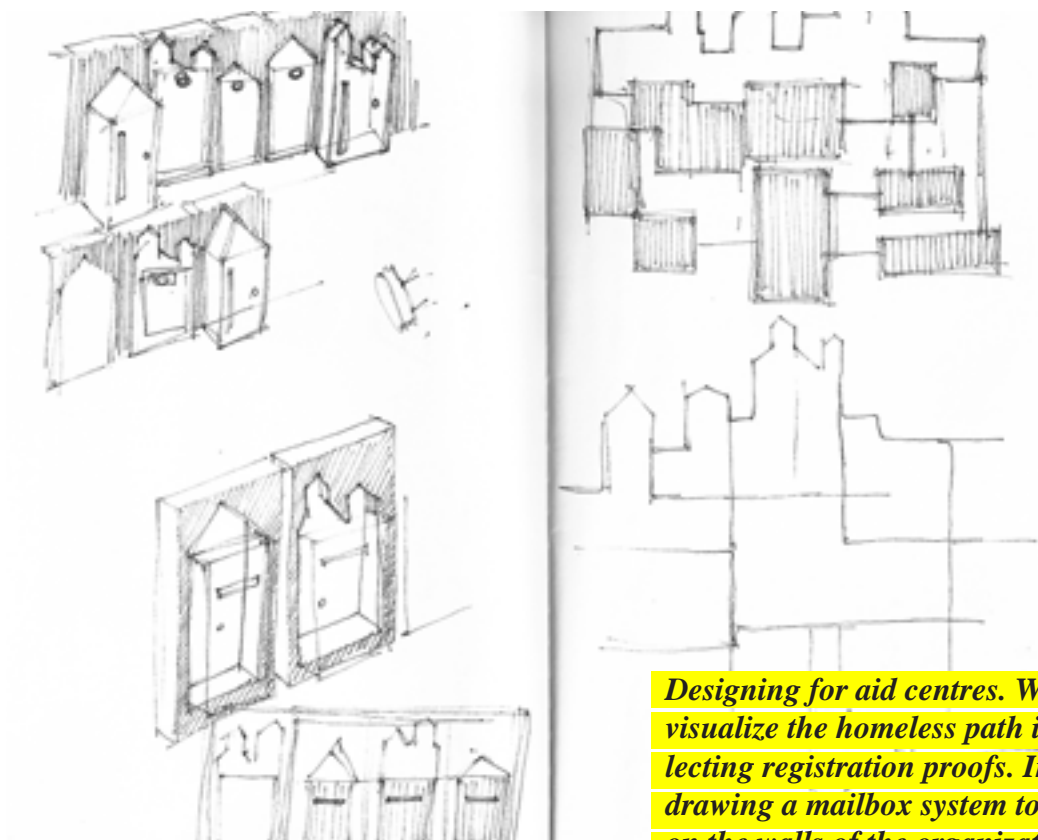 Designing for aid centres. W
visualize the homeless path i
lecting registration proofs. I
drawing a mailbox system to
on the walls of the organizat